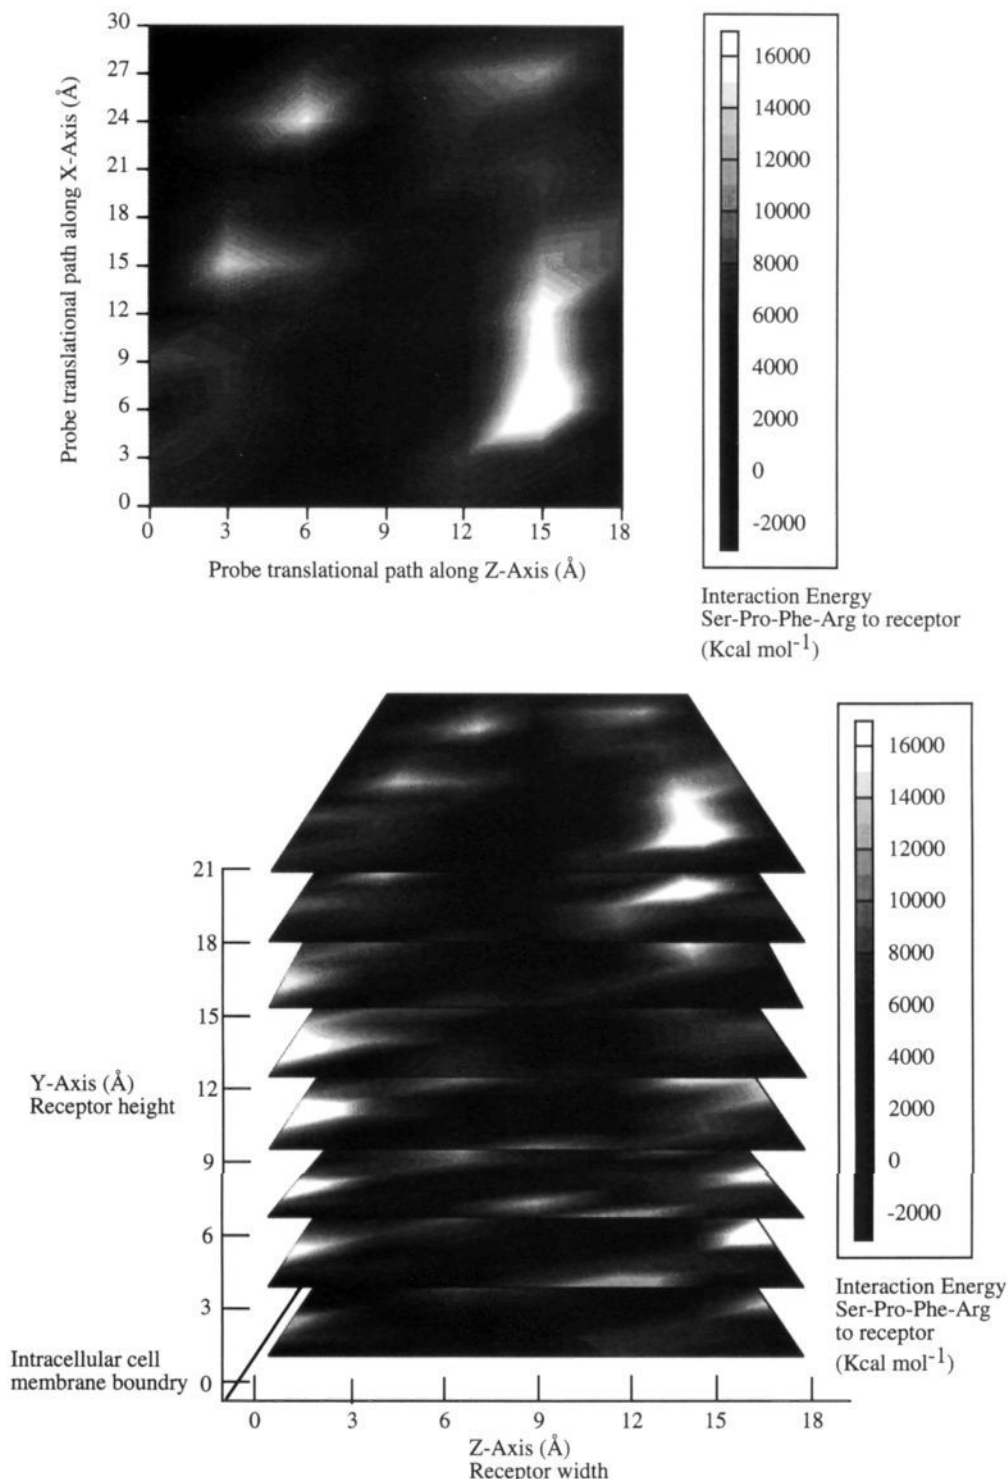 30
27
24
21
18
15
12
9
6
3
0
Probe translational path along X-Axis (Å)
0 3 6 9 12 15 18
Probe translational path along Z-Axis (Å)
16000
14000
12000
10000
8000
6000
4000
2000
0
-2000
Interaction Energy
Ser-Pro-Phe-Arg to receptor
(Kcal mol-1)
21
18
15
12
9
6
3
0
Y-Axis (Å)
Receptor height
Intracellular cell
membrane boundry
0 3 6 9 12 15 18
Z-Axis (Å)
Receptor width
16000
14000
12000
10000
8000
6000
4000
2000
0
-2000
Interaction Energy
Ser-Pro-Phe-Arg
to receptor
(Kcal mol-1)